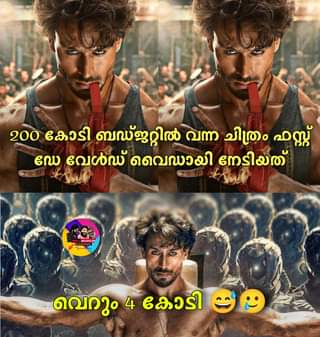 200 കോടി ബഡ്ജറ്റിൽ വന്ന ചിത്രം ഫസ്റ്റ്
ഡേ വേൾഡ് വൈഡായി നേടിയത്
വെറും 4 കോടി 😅🥲